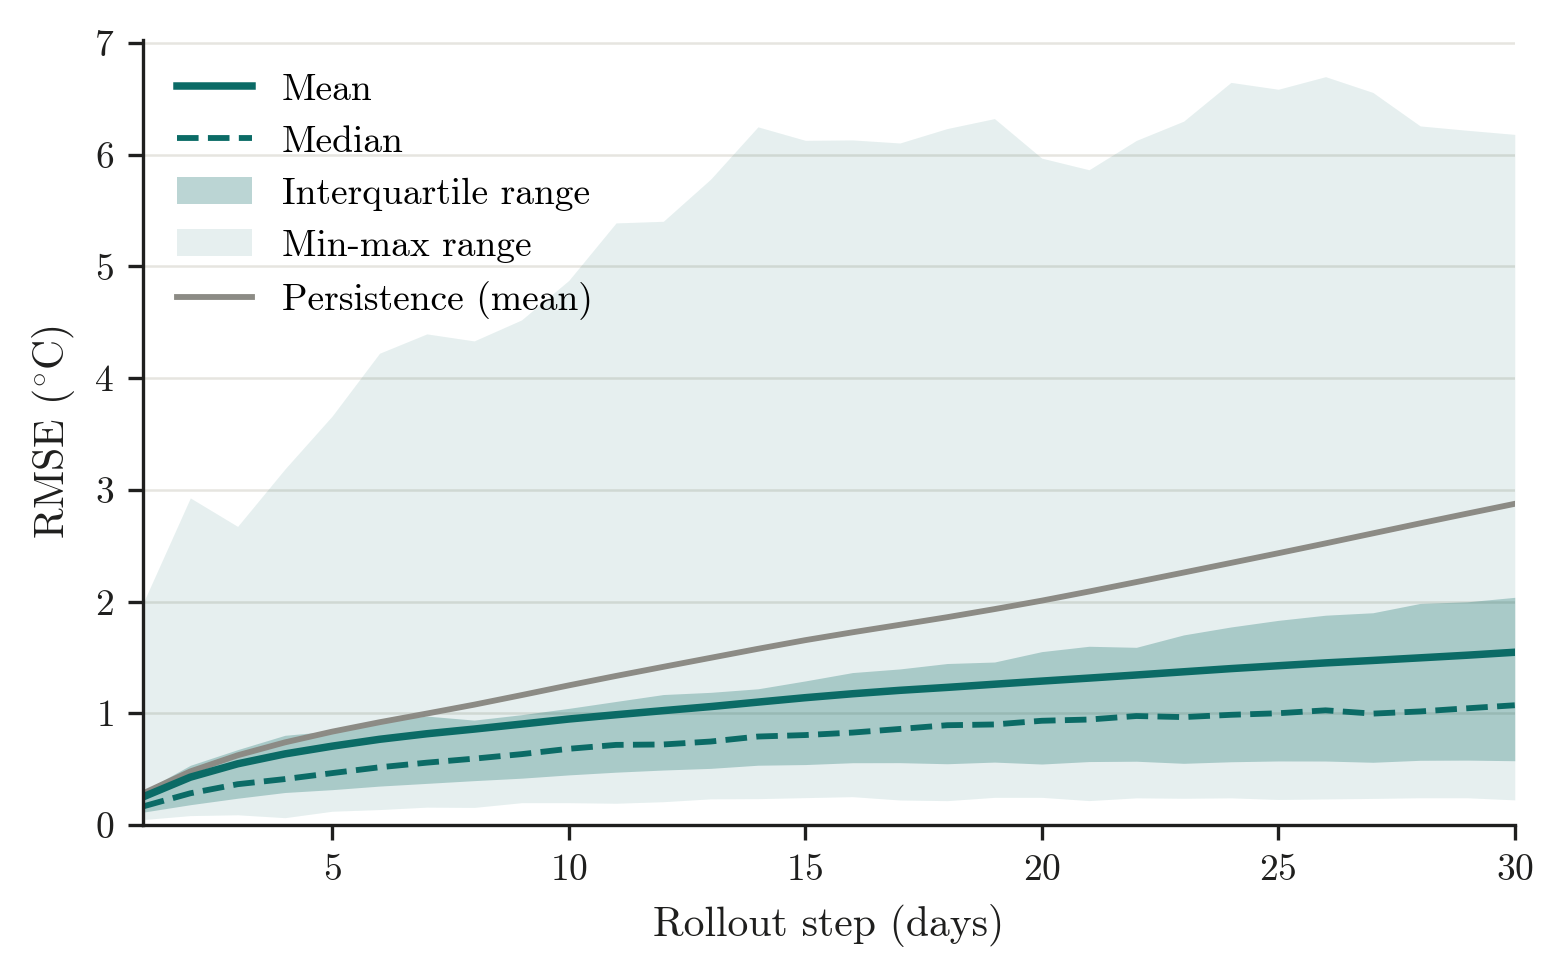 7
6
5
4
3
2
1
0
RMSE (°C)
Mean
Median
Interquartile range
Min-max range
Persistence (mean)
5 10 15 20 25 30
Rollout step (days)